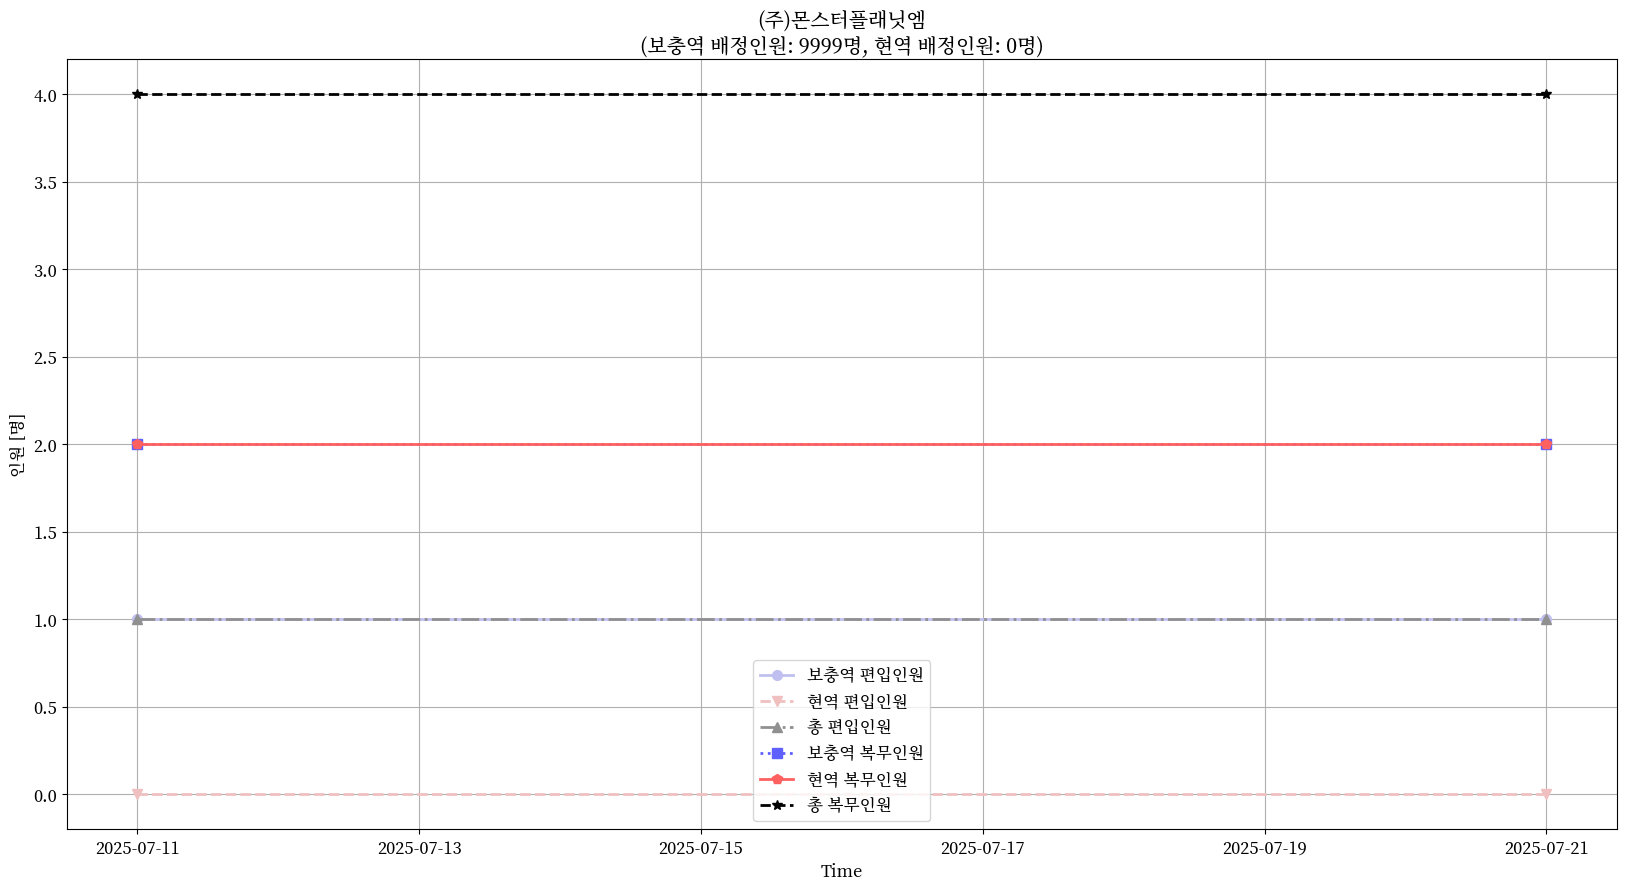 (주)몬스터플래닛엠
(보충역 배정인원: 9999명, 현역 배정인원: 0명)
4.0
3.5
3.0
2.5
2.0
1.5
1.0
0.5
0.0
인원 [명]
보충역 편입인원
현역 편입인원
총 편입인원
보충역 복무인원
현역 복무인원
총 복무인원
2025-07-11
2025-07-13
2025-07-15
2025-07-17
2025-07-19
2025-07-21
Time